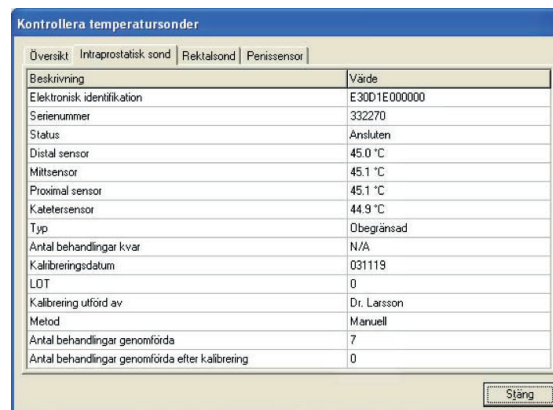 Kontrollera temperatursonder
Översikt Intraprostatisk sond Rektalsond Penissensor
Beskrivning Värde
Elektronisk identifikation E30D1E000000
Serienummer 332270
Status Ansluten
Distal sensor 45.0 °C
Mittsensor 45.1 °C
Proximal sensor 45.1 °C
Katetersensor 44.9 °C
Typ Obegränsad
Antal behandlingar kvar N/A
Kalribreringsdatum 031119
LOT 0
Kalibrering utförd av Dr. Larsson
Metod Manuell
Antal behandlingar genomförda 7
Antal behandlingar genomförda efter kalibrering 0
Stäng